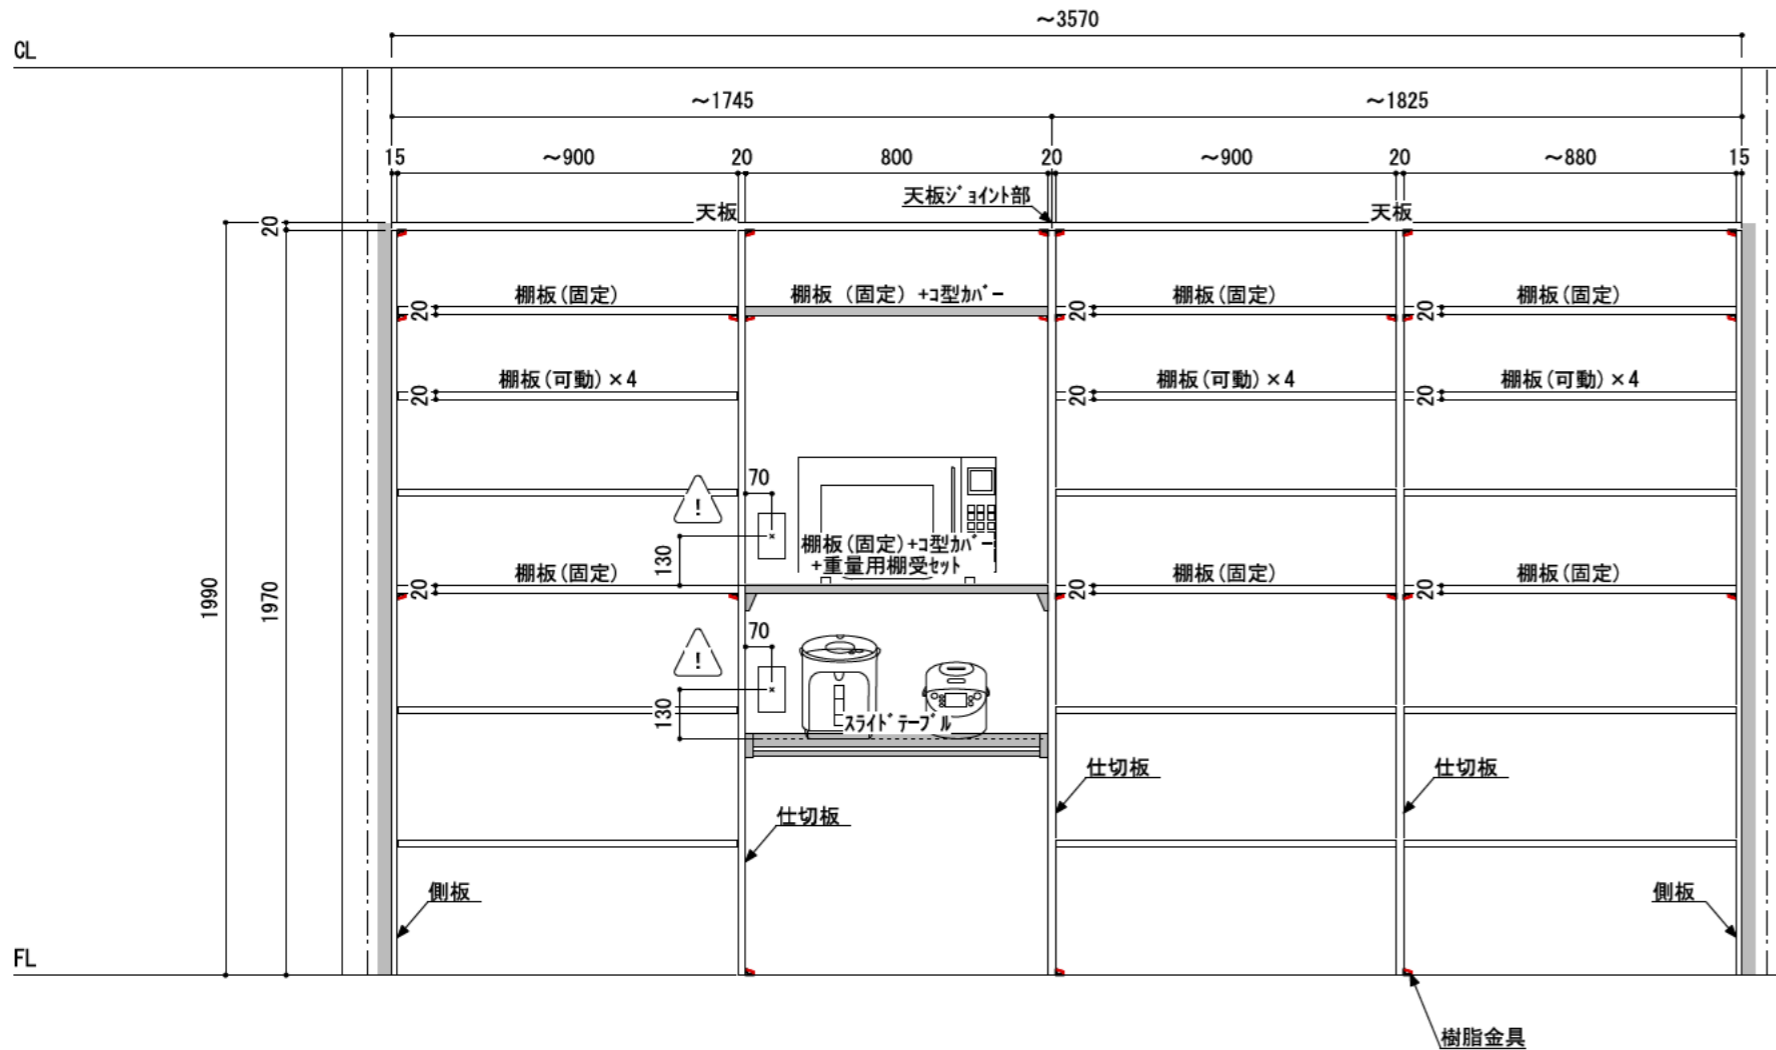 ～3570
CL
～1745
～1825
15
～900
20
800
20
～900
20
～880
15
天板ｼﾞｮｲﾝﾄ部
天板
天板
20
棚板(固定)
棚板（固定）+ｺ型ｶﾊﾞｰ
棚板(固定)
棚板(固定)
20
20
20
棚板(可動)×4
棚板(可動)×4
棚板(可動)×4
20
20
20
70
!
130
棚板(固定)+ｺ型ｶﾊﾞｰ
+重量用棚受ｾｯﾄ
棚板(固定)
棚板(固定)
棚板(固定)
20
20
20
1990
1970
70
!
130
ｽﾗｲﾄﾞﾃｰﾌﾞﾙ
仕切板
仕切板
仕切板
側板
側板
FL
樹脂金具